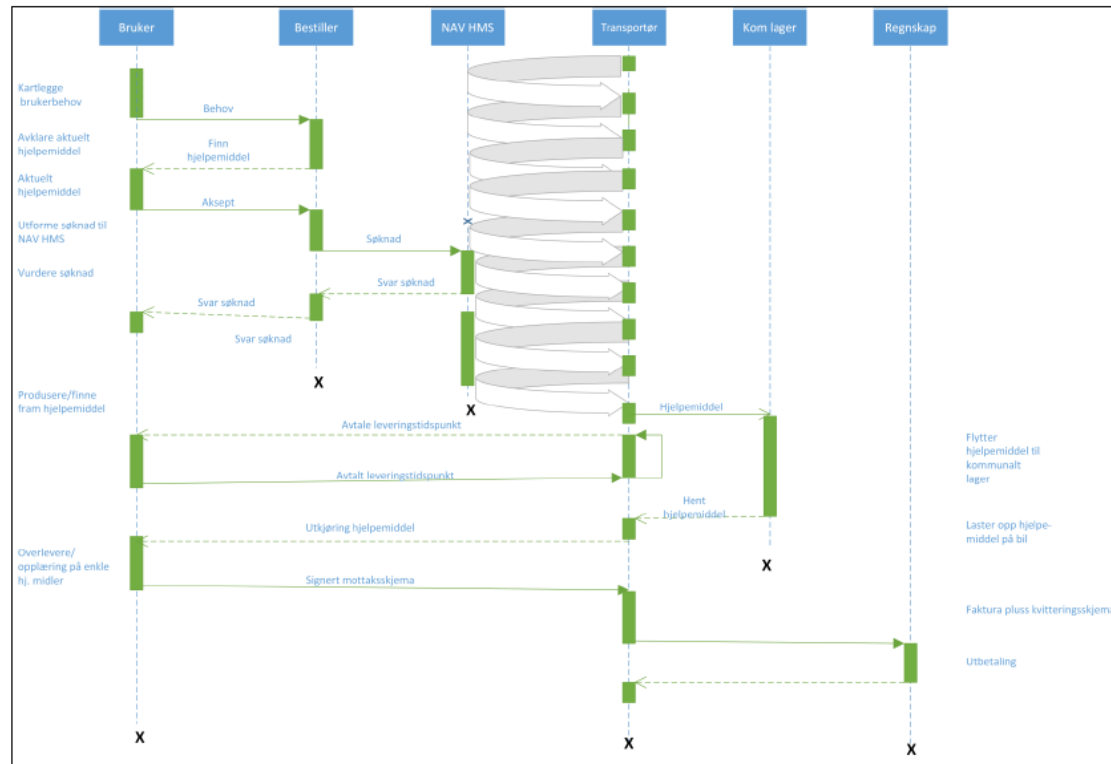 Bruker
Bestiller
NAV HMS
Transportør
Kom lager
Regnskap
Kartlegge
brukerbehov
Behov
Avklare aktuelt
hjelpemiddel
Finn
hjelpemiddel
Aktuelt
hjelpemiddel
Aksept
Utforme søknad til
NAV HMS
Søknad
Vurdere søknad
Svar søknad
Svar søknad
Svar søknad
X
X
Produsere/finne
fram hjelpemiddel
Hjelpemiddel
Avtale leveringstidspunkt
Flytter
hjelpemiddel til
kommunalt
lager
Avtalt leveringstidspunkt
Hent
hjelpemiddel
Utkjøring hjelpemiddel
Laster opp hjelpe-
middel på bil
Overlevere/
opplæring på enkle
hj. midler
X
Signert mottaksskjema
Faktura pluss kvitteringsskjema
Utbetaling
X
X
X